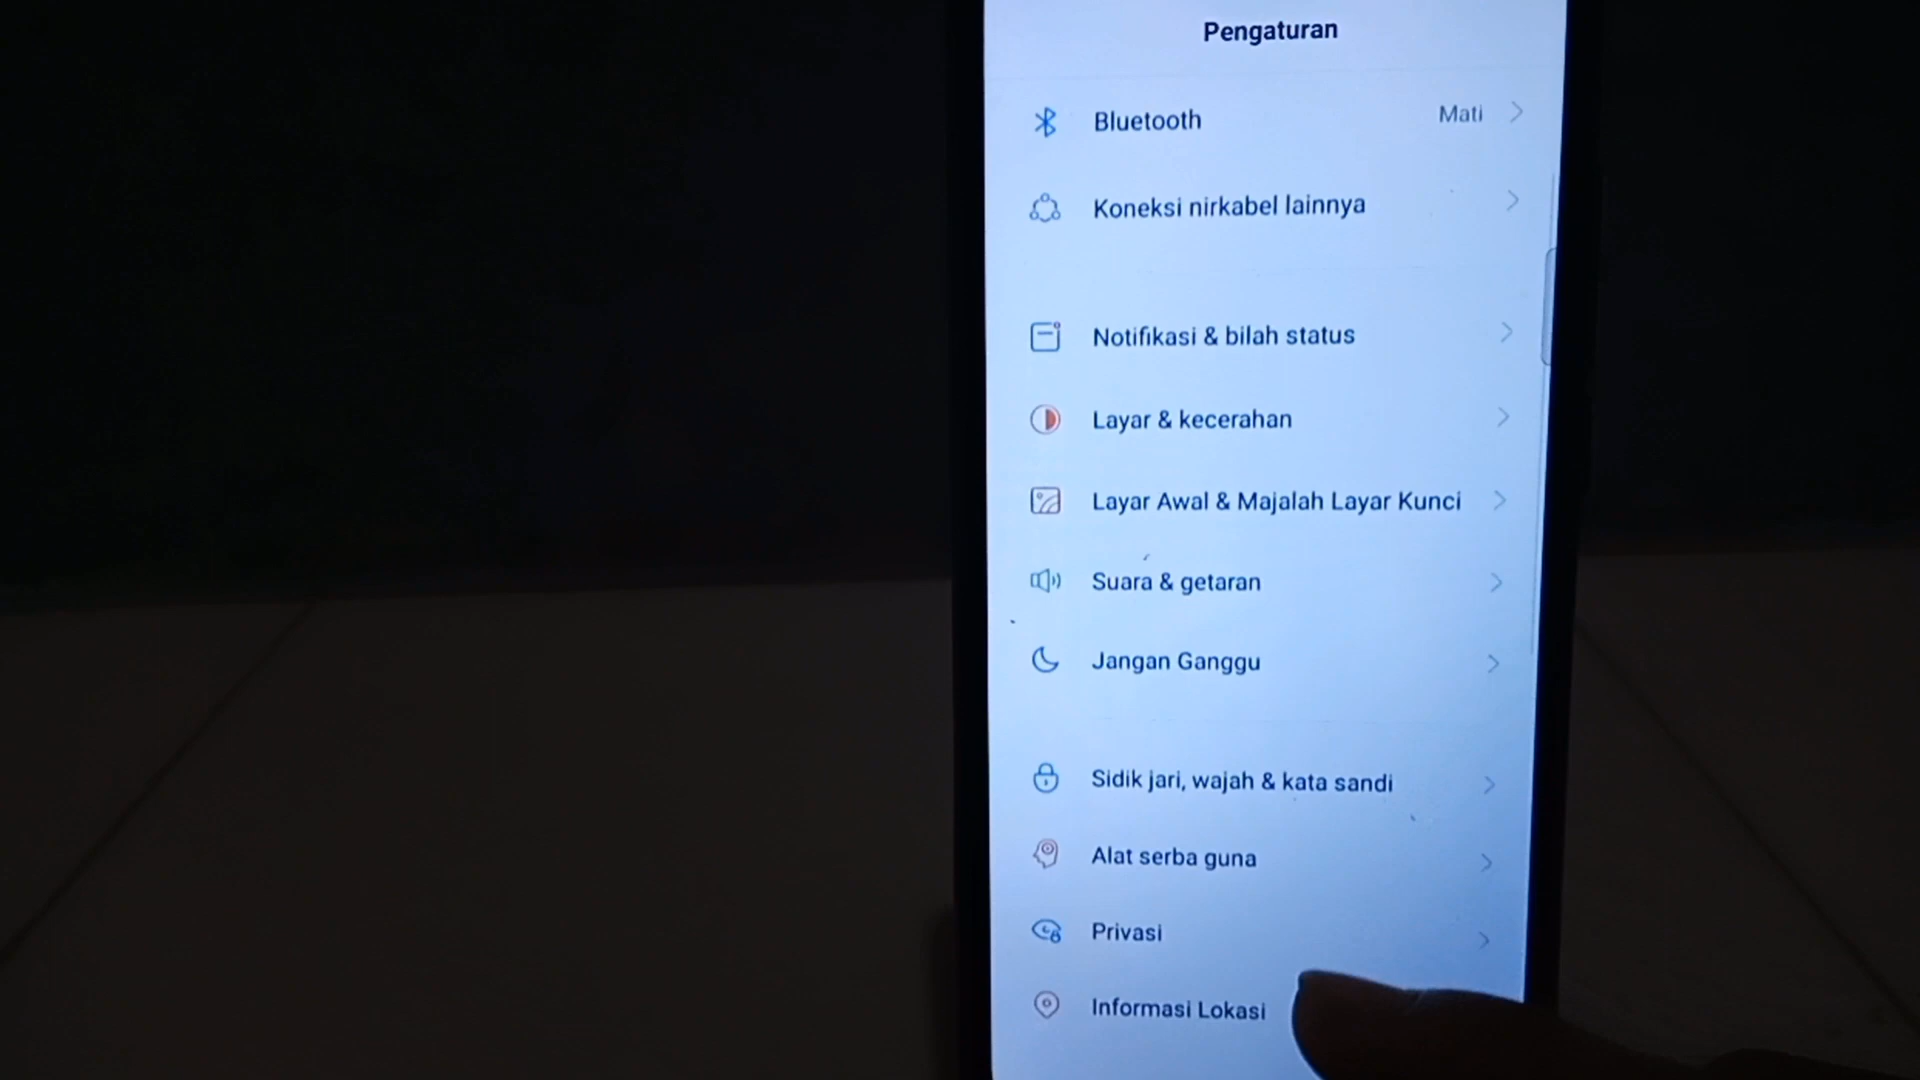 Pengaturan
Bluetooth Mati
Koneksi nirkabel lainnya
Notifikasi & bilah status
Layar & kecerahan
Layar Awal & Majalah Layar Kunci
Suara & getaran
Jangan Ganggu
Sidik jari, wajah & kata sandi
Alat serba guna
Privasi
Informasi Lokasi